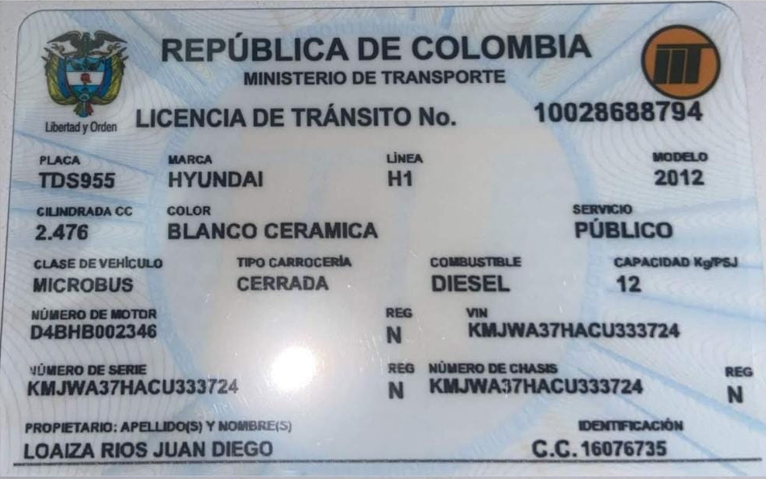 REPÚBLICA DE COLOMBIA
MINISTERIO DE TRANSPORTE
Libertad y Orden
LICENCIA DE TRÁNSITO No. 10028688794
PLACA MARCA LÍNEA MODELO
TDS955 HYUNDAI H1 2012
CILINDRADA CC COLOR SERVICIO
2.476 BLANCO CERAMICA PÚBLICO
CLASE DE VEHÍCULO TIPO CARROCERÍA COMBUSTIBLE CAPACIDAD Kg/PSJ
MICROBUS CERRADA DIESEL 12
NÚMERO DE MOTOR REG VIN
D4BHB002346 N KMJWA37HACU333724
NÚMERO DE SERIE REG NÚMERO DE CHASIS REG
KMJWA37HACU333724 N KMJWA37HACU333724 N
PROPIETARIO: APELLIDO(S) Y NOMBRE(S) IDENTIFICACIÓN
LOAIZA RIOS JUAN DIEGO C.C. 16076735